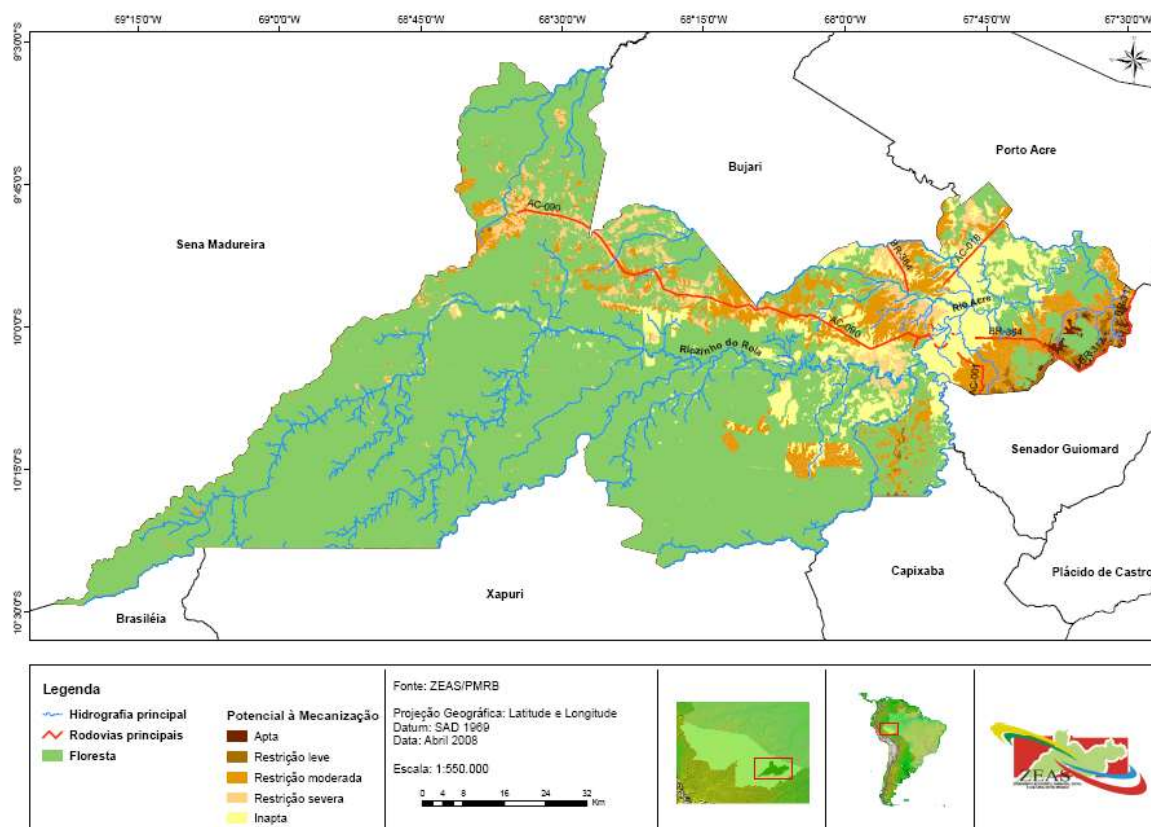 69°15'0"W 69°0'0"W 68°45'0"W 68°30'0"W 68°15'0"W 68°0'0"W 67°45'0"W 67°30'0"W
9°30'0"S
Porto Acre
Bujari
9°45'0"S
AC-090
Sena Madureira
BR-364
AC-010
Rio Acre
10°0'0"S
AC-090
BR-364
BR-317
Riozinho do Rola
AC-001
Senador Guiomard
10°15'0"S
Capixaba
Plácido de Castro
Xapuri
10°30'0"S
Brasiléia
Legenda
Hidrografia principal
Rodovias principais
Floresta
Potencial à Mecanização
Apta
Restrição leve
Restrição moderada
Restrição severa
Inapta
Fonte: ZEAS/PMRB
Projeção Geográfica: Latitude e Longitude
Datum: SAD 1969
Data: Abril 2008
Escala: 1:550.000
0 4 8 16 24 32
Km
ZEAS